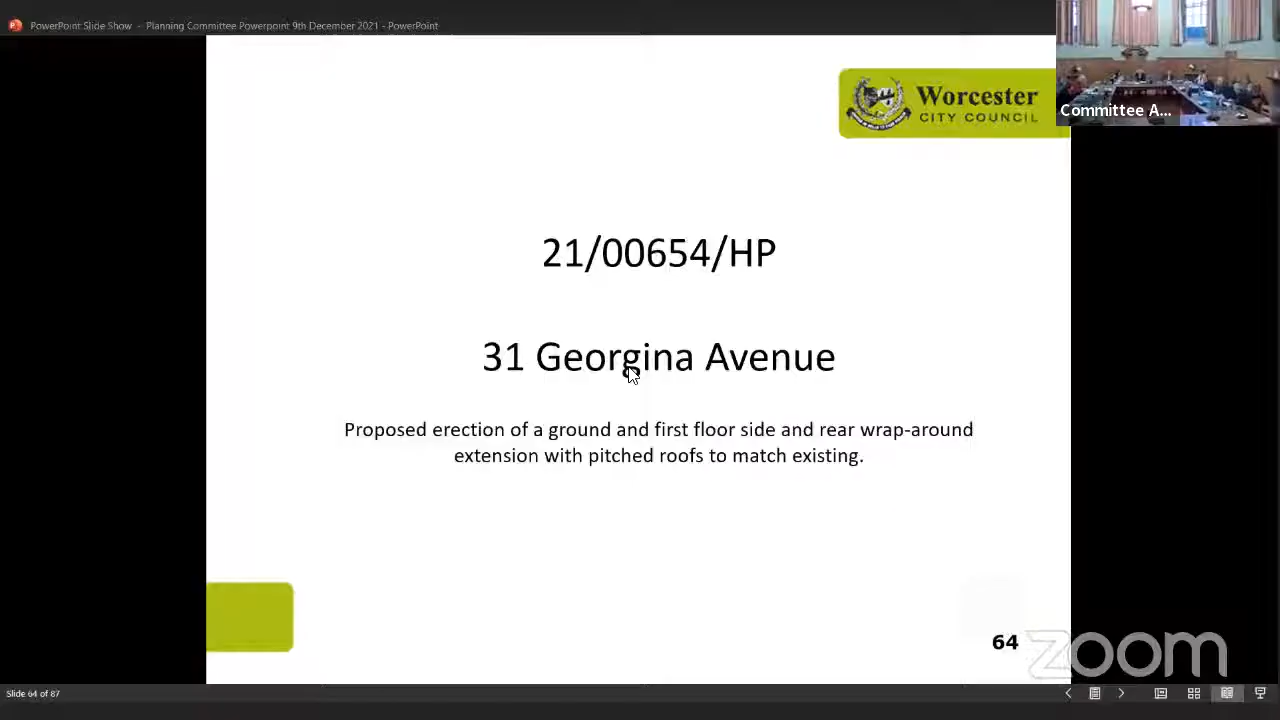 PowerPoint Slide Show - Planning Committee Powerpoint 9th December 2021 - PowerPoint
Committee A...
Worcester
CITY COUNCIL
21/00654/HP
31 Georgina Avenue
Proposed erection of a ground and first floor side and rear wrap-around
extension with pitched roofs to match existing.
64
zoom
Slide 64 of 87